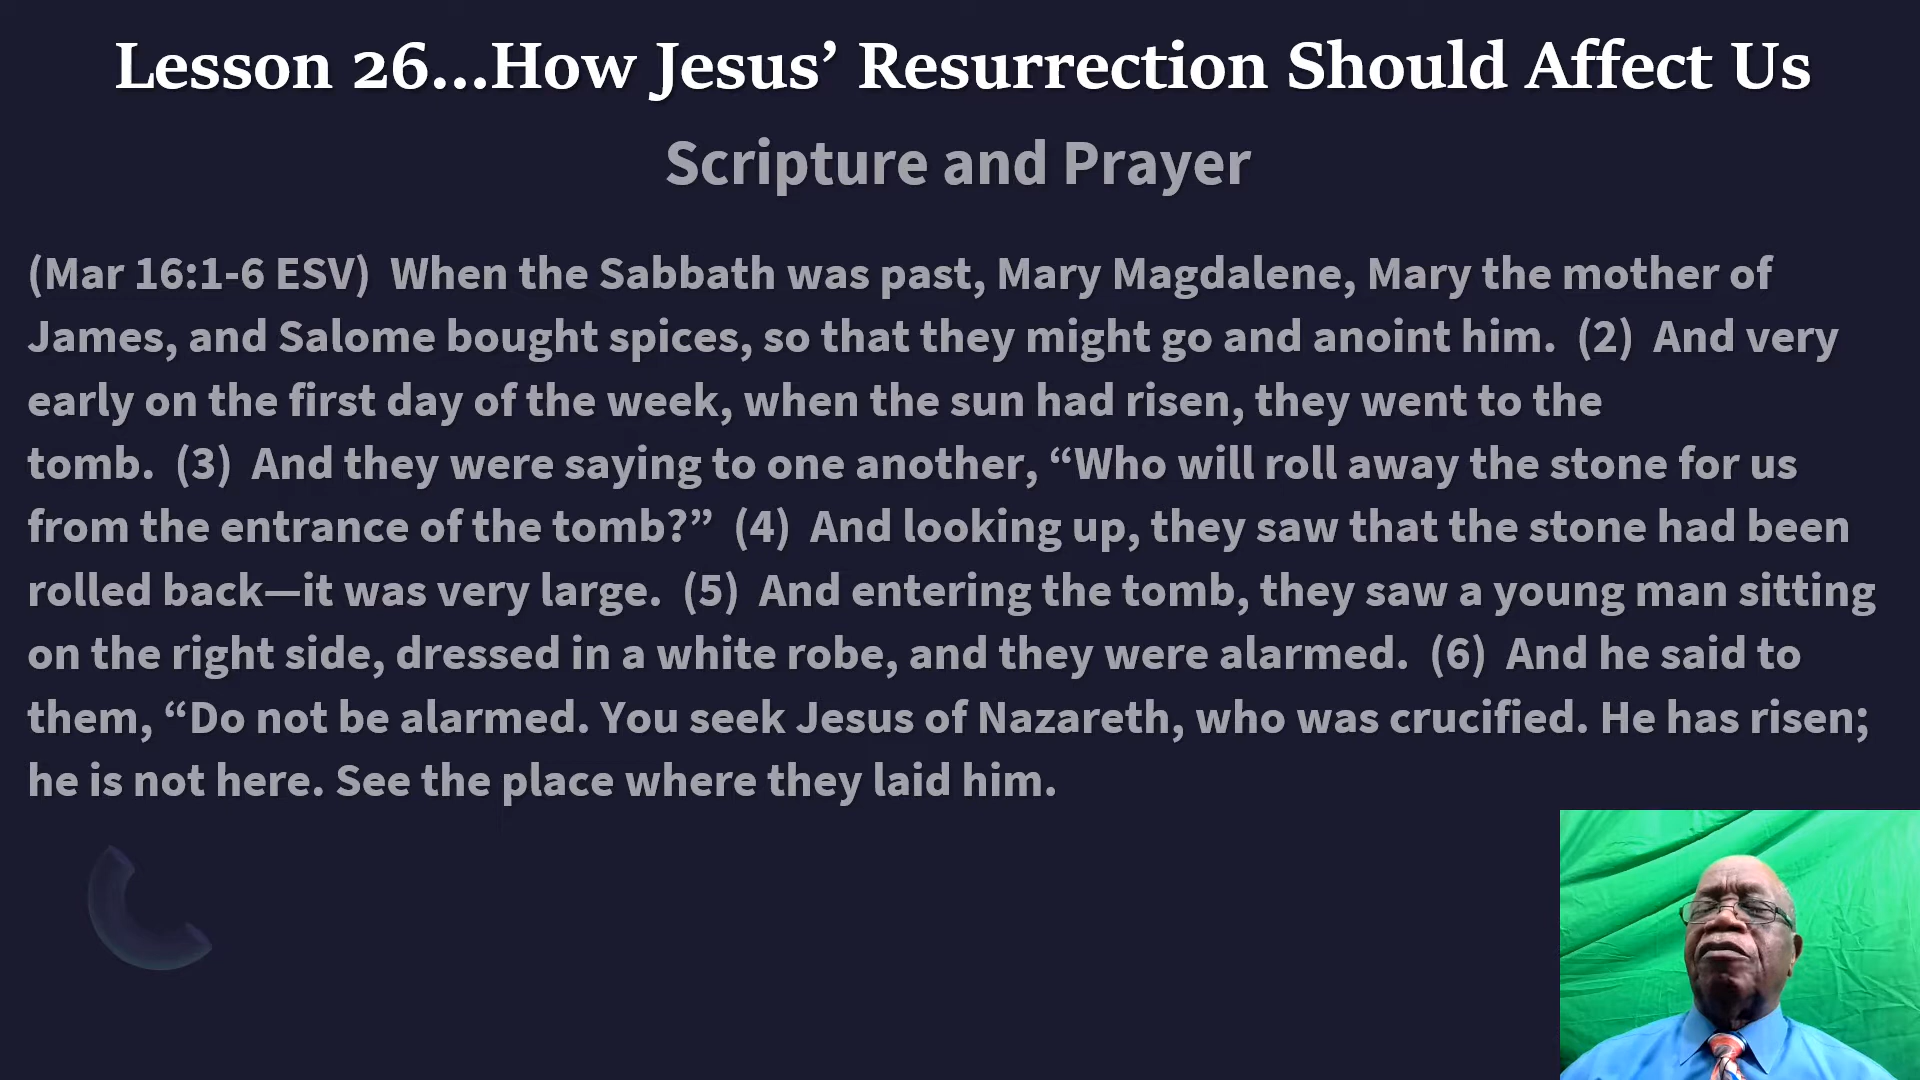 Lesson 26...How Jesus’ Resurrection Should Affect Us
Scripture and Prayer
(Mar 16:1-6 ESV)  When the Sabbath was past, Mary Magdalene, Mary the mother of
James, and Salome bought spices, so that they might go and anoint him.  (2)  And very
early on the first day of the week, when the sun had risen, they went to the
tomb.  (3)  And they were saying to one another, “Who will roll away the stone for us
from the entrance of the tomb?”  (4)  And looking up, they saw that the stone had been
rolled back—it was very large.  (5)  And entering the tomb, they saw a young man sitting
on the right side, dressed in a white robe, and they were alarmed.  (6)  And he said to
them, “Do not be alarmed. You seek Jesus of Nazareth, who was crucified. He has risen;
he is not here. See the place where they laid him.